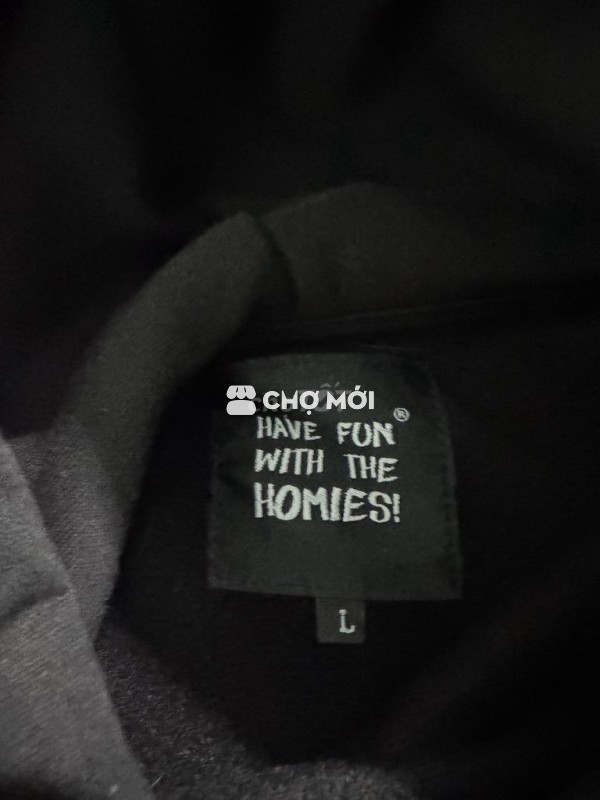 CHỢ MỚI
®
HAVE FUN
WITH THE
HOMIES!
L